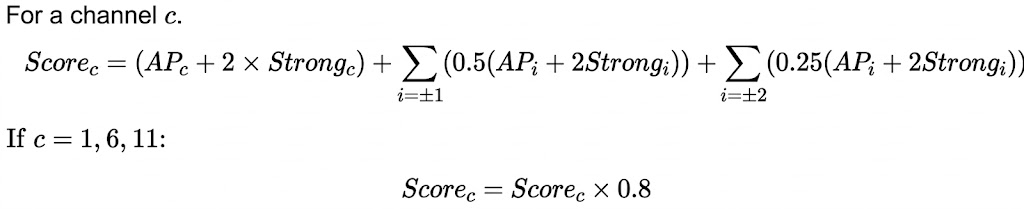 For a channel c.
Score_c = (AP_c + 2 × Strong_c) + ∑_{i=±1} (0.5(AP_i + 2Strong_i)) + ∑_{i=±2} (0.25(AP_i + 2Strong_i))
If c = 1, 6, 11:
Score_c = Score_c × 0.8